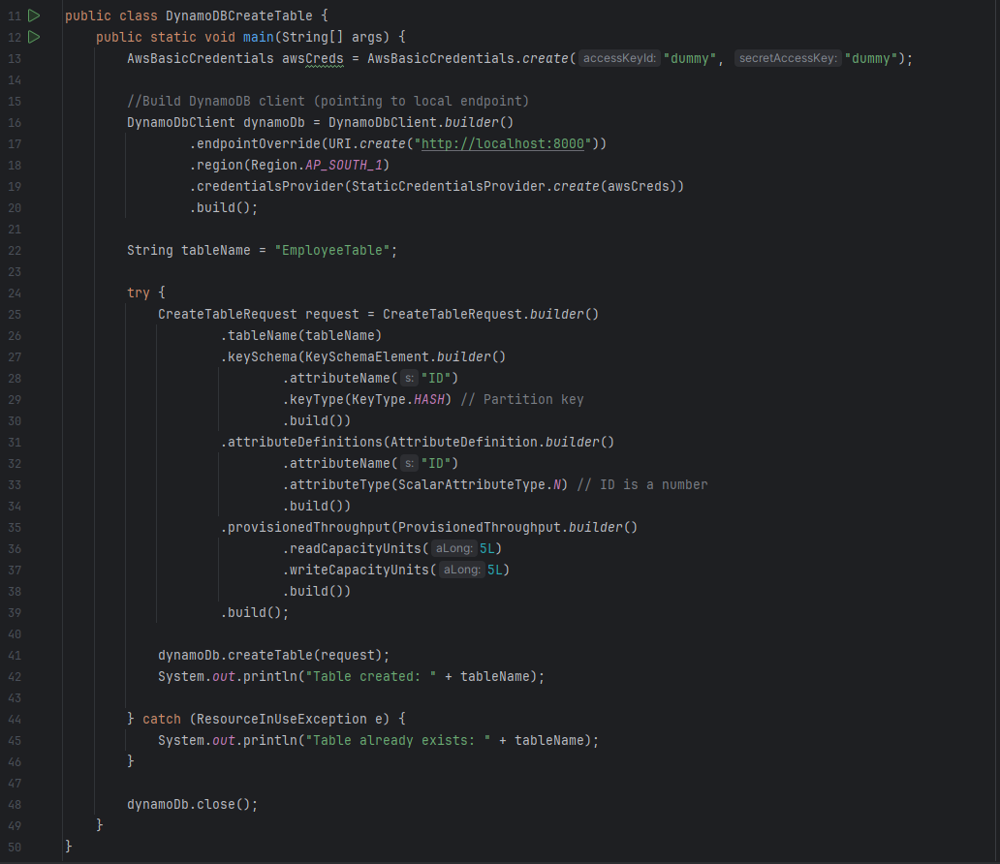 11 public class DynamoDBCreateTable {
12     public static void main(String[] args) {
13         AwsBasicCredentials awsCreds = AwsBasicCredentials.create( accessKeyId: "dummy", secretAccessKey: "dummy");
14
15         //Build DynamoDB client (pointing to local endpoint)
16         DynamoDbClient dynamoDb = DynamoDbClient.builder()
17                 .endpointOverride(URI.create("http://localhost:8000"))
18                 .region(Region.AP_SOUTH_1)
19                 .credentialsProvider(StaticCredentialsProvider.create(awsCreds))
20                 .build();
21
22         String tableName = "EmployeeTable";
23
24         try {
25             CreateTableRequest request = CreateTableRequest.builder()
26                     .tableName(tableName)
27                     .keySchema(KeySchemaElement.builder()
28                             .attributeName( s: "ID")
29                             .keyType(KeyType.HASH) // Partition key
30                             .build())
31                     .attributeDefinitions(AttributeDefinition.builder()
32                             .attributeName( s: "ID")
33                             .attributeType(ScalarAttributeType.N) // ID is a number
34                             .build())
35                     .provisionedThroughput(ProvisionedThroughput.builder()
36                             .readCapacityUnits( aLong: 5L)
37                             .writeCapacityUnits( aLong: 5L)
38                             .build())
39                     .build();
40
41             dynamoDb.createTable(request);
42             System.out.println("Table created: " + tableName);
43
44         } catch (ResourceInUseException e) {
45             System.out.println("Table already exists: " + tableName);
46         }
47
48         dynamoDb.close();
49     }
50 }